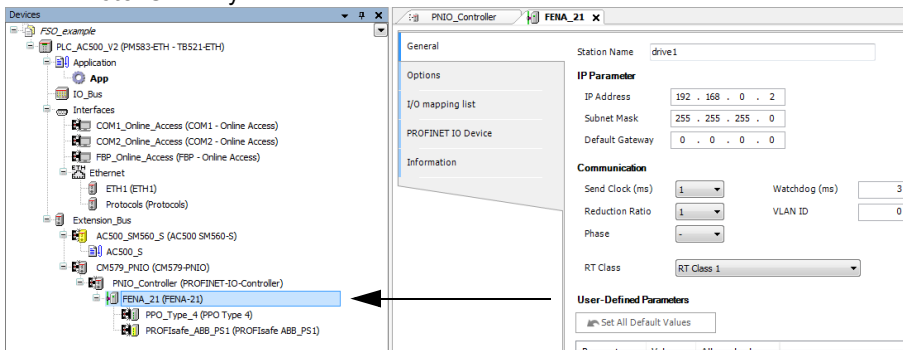 Devices
FSO_example
PLC_AC500_V2 (PM583-ETH - TB521-ETH)
Application
App
IO_Bus
Interfaces
COM1_Online_Access (COM1 - Online Access)
COM2_Online_Access (COM2 - Online Access)
FBP_Online_Access (FBP - Online Access)
Ethernet
ETH1 (ETH1)
Protocols (Protocols)
Extension_Bus
AC500_SM560_S (AC500 SM560-S)
AC500_S
CM579_PNIO (CM579-PNIO)
PNIO_Controller (PROFINET-IO-Controller)
FENA_21 (FENA-21)
PPO_Type_4 (PPO Type 4)
PROFIsafe_ABB_PS1 (PROFIsafe ABB_PS1)
PNIO_Controller
FENA_21
General
Options
I/O mapping list
PROFINET IO Device
Information
Station Name drive1
IP Parameter
IP Address 192 . 168 . 0 . 2
Subnet Mask 255 . 255 . 255 . 0
Default Gateway 0 . 0 . 0 . 0
Communication
Send Clock (ms) 1 Watchdog (ms) 3
Reduction Ratio 1 VLAN ID 0
Phase -
RT Class RT Class 1
User-Defined Parameters
Set All Default Values